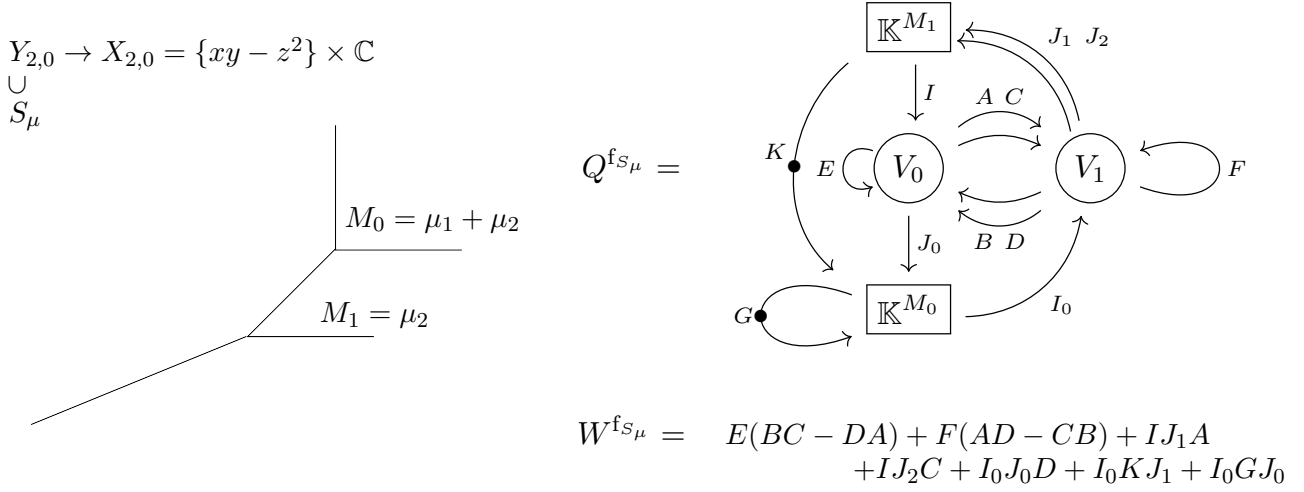 Y_{2,0} → X_{2,0} = {xy − z^2} × ℂ
∪
S_μ
M_0 = μ_1 + μ_2
M_1 = μ_2
Q^{f_{S_μ}} =
𝕂^{M_1}
J_1 J_2
I
A C
K
E
V_0
V_1
F
J_0
B D
G
𝕂^{M_0}
I_0
W^{f_{S_μ}} = E(BC − DA) + F(AD − CB) + IJ_1A
+IJ_2C + I_0J_0D + I_0KJ_1 + I_0GJ_0